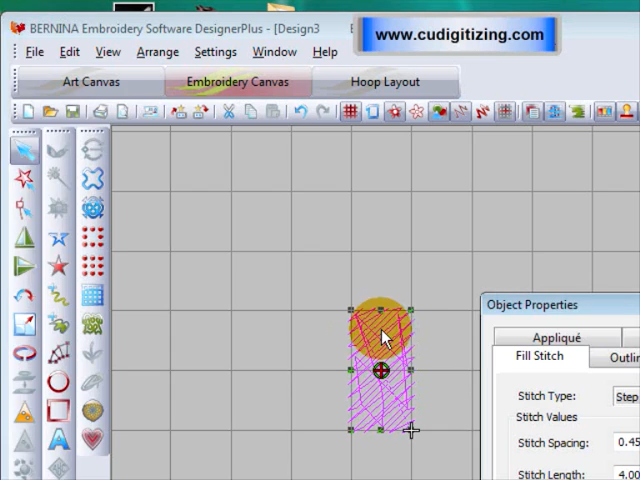 BERNINA Embroidery Software DesignerPlus - [Design3
www.cudigitizing.com
File Edit View Arrange Settings Window Help
Art Canvas Embroidery Canvas Hoop Layout
Object Properties
Appliqué
Fill Stitch Outlin
Stitch Type: Step
Stitch Values
Stitch Spacing: 0.45
Stitch Length: 4.00